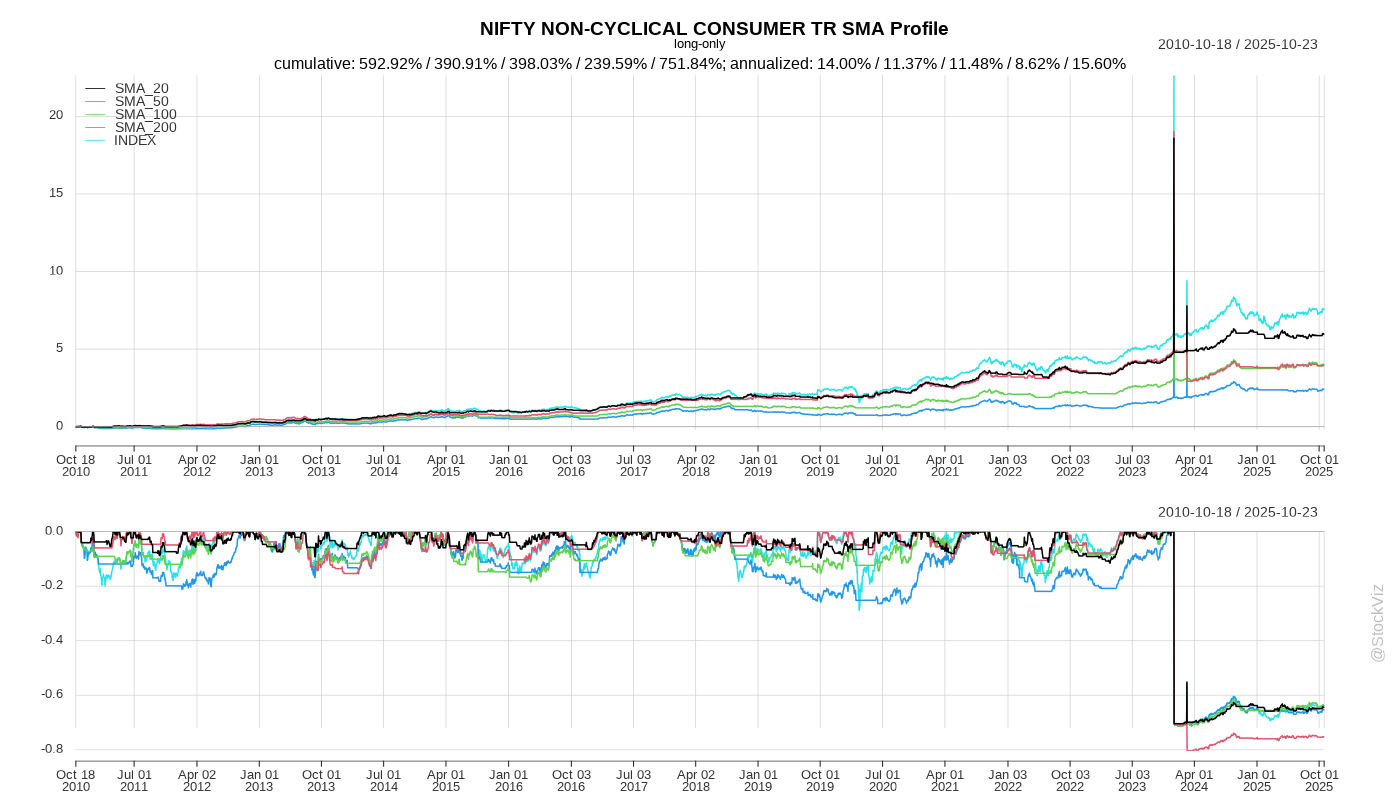 NIFTY NON-CYCLICAL CONSUMER TR SMA Profile
long-only
2010-10-18 / 2025-10-23
cumulative: 592.92% / 390.91% / 398.03% / 239.59% / 751.84%; annualized: 14.00% / 11.37% / 11.48% / 8.62% / 15.60%
SMA_20
SMA_50
SMA_100
SMA_200
INDEX
20
15
10
5
0
Oct 18 Jul 01 Apr 02 Jan 01 Oct 01 Jul 01 Apr 01 Jan 01 Oct 03 Jul 03 Apr 02 Jan 01 Oct 01 Jul 01 Apr 01 Jan 03 Oct 03 Jul 03 Apr 01 Jan 01 Oct 01
2010 2011 2012 2013 2013 2014 2015 2016 2016 2017 2018 2019 2019 2020 2021 2022 2022 2023 2024 2025 2025
2010-10-18 / 2025-10-23
0.0
-0.2
-0.4
-0.6
-0.8
Oct 18 Jul 01 Apr 02 Jan 01 Oct 01 Jul 01 Apr 01 Jan 01 Oct 03 Jul 03 Apr 02 Jan 01 Oct 01 Jul 01 Apr 01 Jan 03 Oct 03 Jul 03 Apr 01 Jan 01 Oct 01
2010 2011 2012 2013 2013 2014 2015 2016 2016 2017 2018 2019 2019 2020 2021 2022 2022 2023 2024 2025 2025
@StockViz